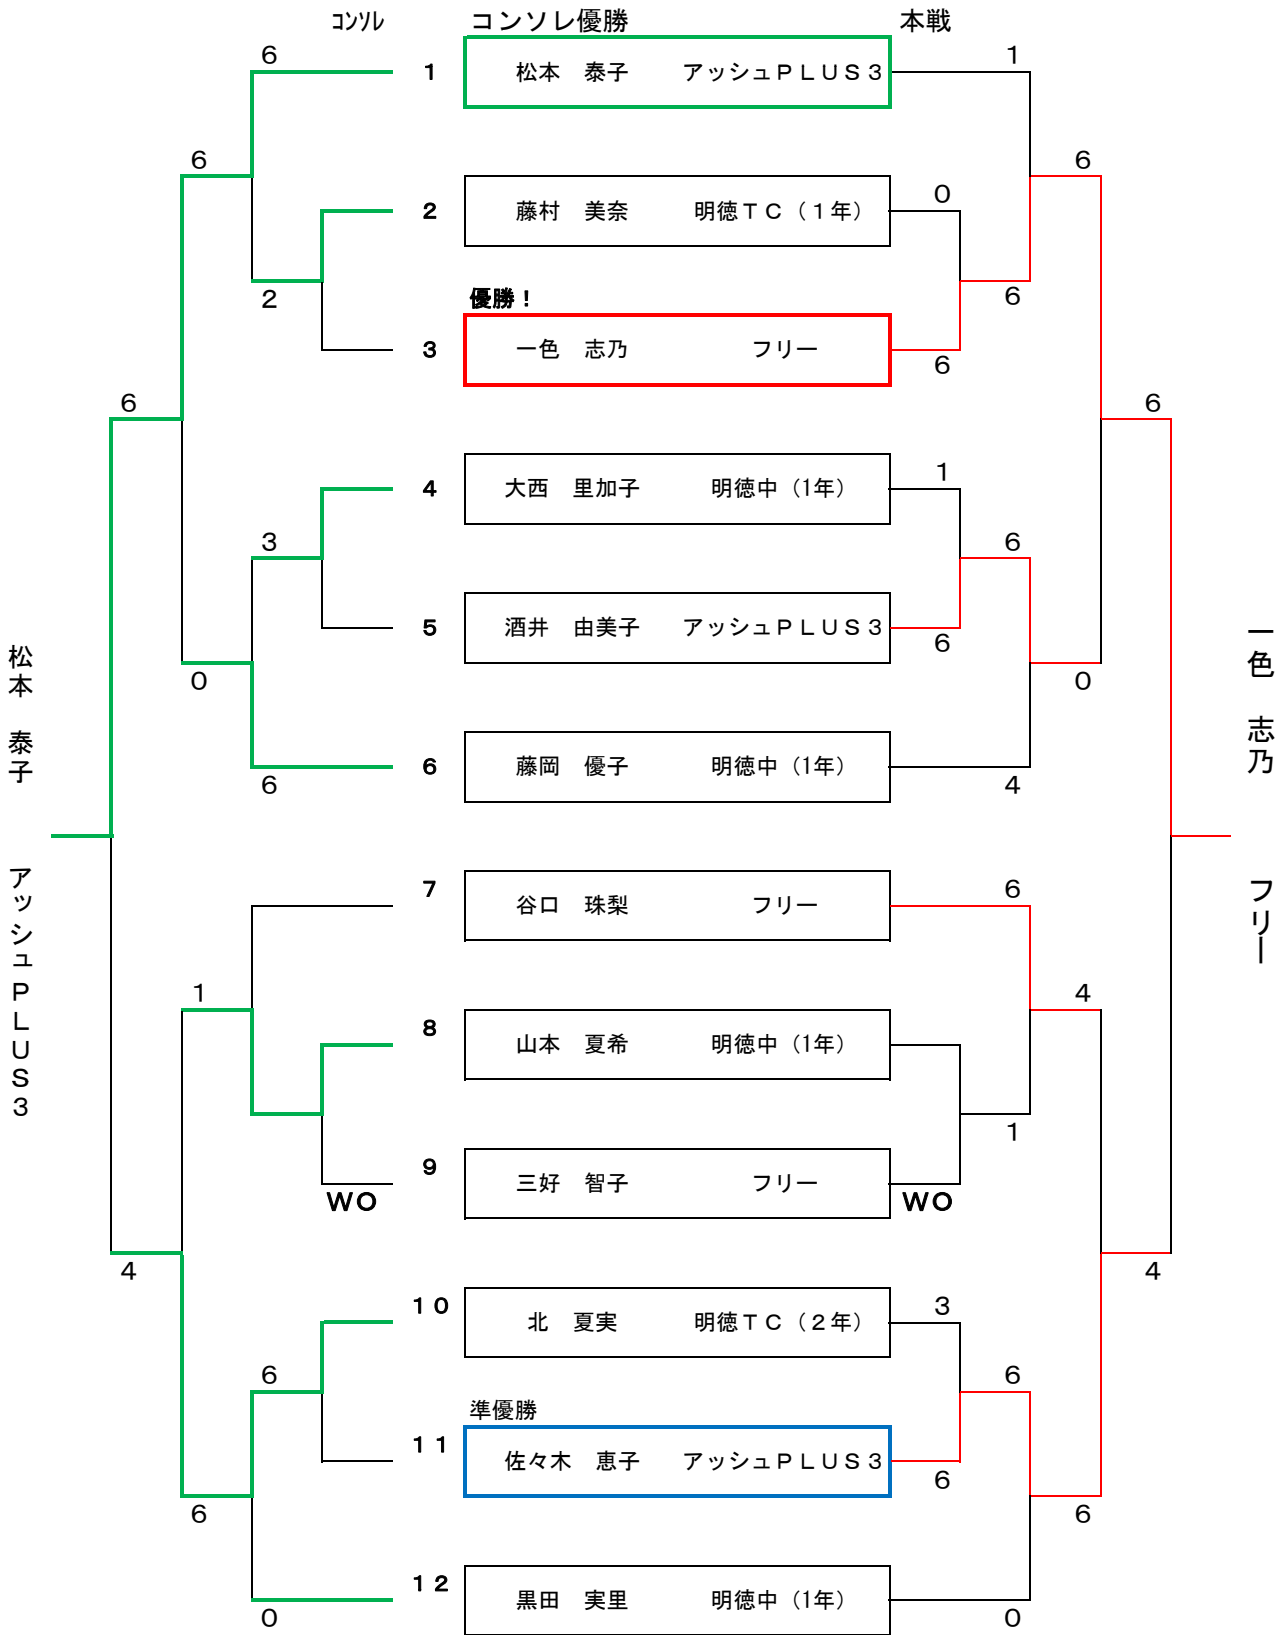 コンソレ コンソレ優勝 本戦
6 1 松本 泰子 アッシュPLUS3 1
6 6
2 藤村 美奈 明徳TC（1年） 0
2 優勝！ 6
3 一色 志乃 フリー 6
6 6
4 大西 里加子 明徳中（1年） 1
3 6
5 酒井 由美子 アッシュPLUS3 6
0 0
6 6 藤岡 優子 明徳中（1年） 4
松本 泰子 アッシュPLUS3
一色 志乃 フリー
7 谷口 珠梨 フリー 6
1 4
8 山本 夏希 明徳中（1年）
1
9 三好 智子 フリー
WO WO
4 4
10 北 夏実 明徳TC（2年） 3
6 6
準優勝
11 佐々木 恵子 アッシュPLUS3 6
6 6
12 黒田 実里 明徳中（1年）
0 0